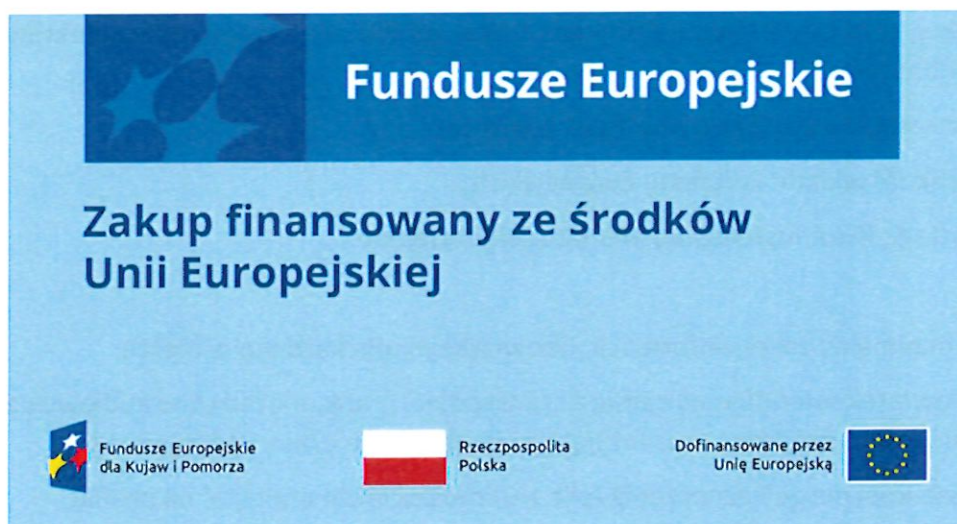 Fundusze Europejskie
Zakup finansowany ze środków
Unii Europejskiej
Fundusze Europejskie
dla Kujaw i Pomorza
Rzeczpospolita
Polska
Dofinansowane przez
Unię Europejską